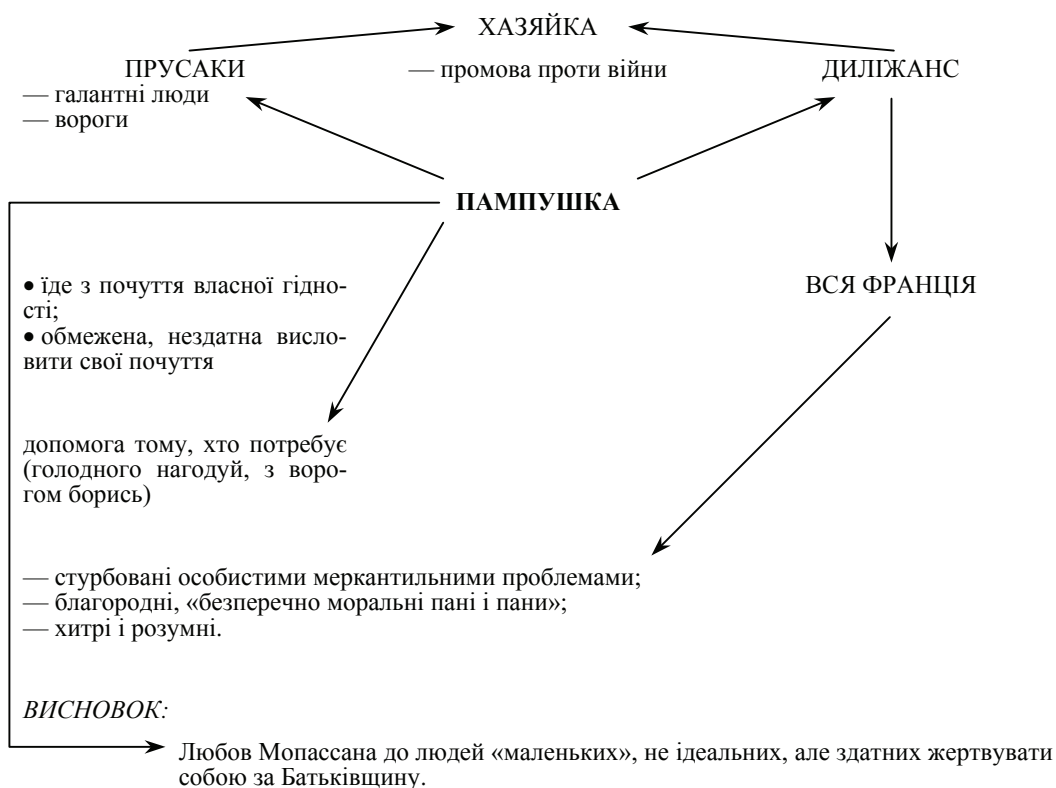 ХАЗЯЙКА
ПРУСАКИ
— промова проти війни
ДИЛІЖАНС
— галантні люди
— вороги
ПАМПУШКА
• їде з почуття власної гідно-
сті;
• обмежена, нездатна висло-
вити свої почуття
ВСЯ ФРАНЦІЯ
допомога тому, хто потребує
(голодного нагодуй, з воро-
гом борись)
— стурбовані особистими меркантильними проблемами;
— благородні, «безперечно моральні пані і пани»;
— хитрі і розумні.
ВИСНОВОК:
Любов Мопассана до людей «маленьких», не ідеальних, але здатних жертвувати
собою за Батьківщину.